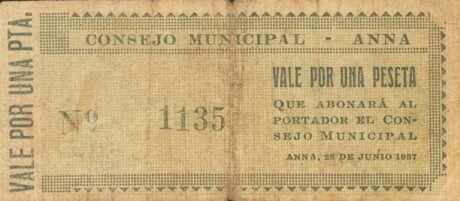 VALE POR UNA PTA.
CONSEJO MUNICIPAL - ANNA
Nº 1135
VALE POR UNA PESETA
QUE ABONARÁ AL
PORTADOR EL CON-
SEJO MUNICIPAL
ANNA, 28 DE JUNIO 1937